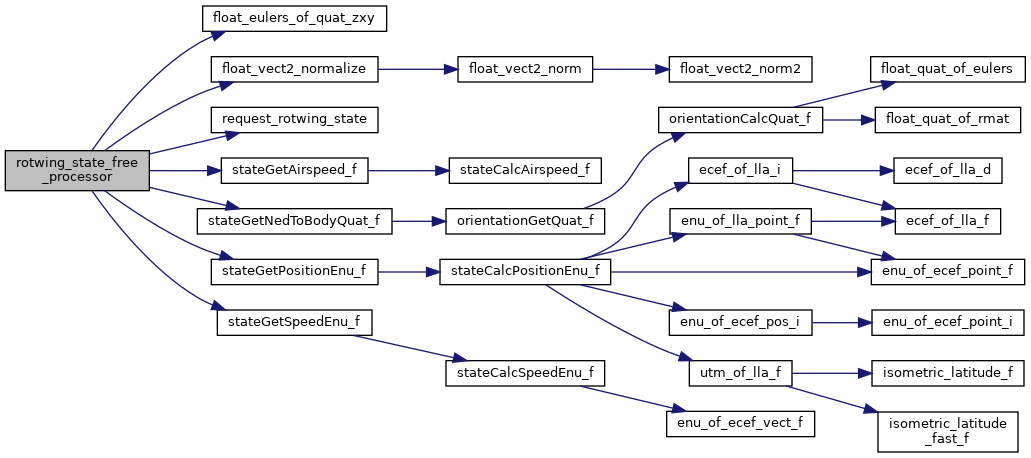 float_eulers_of_quat_zxy
float_vect2_normalize
float_vect2_norm
float_vect2_norm2
float_quat_of_eulers
request_rotwing_state
orientationCalcQuat_f
float_quat_of_rmat
rotwing_state_free
_processor
stateGetAirspeed_f
stateCalcAirspeed_f
ecef_of_lla_i
ecef_of_lla_d
stateGetNedToBodyQuat_f
orientationGetQuat_f
enu_of_lla_point_f
ecef_of_lla_f
stateGetPositionEnu_f
stateCalcPositionEnu_f
enu_of_ecef_point_f
stateGetSpeedEnu_f
enu_of_ecef_pos_i
enu_of_ecef_point_i
stateCalcSpeedEnu_f
utm_of_lla_f
isometric_latitude_f
enu_of_ecef_vect_f
isometric_latitude
_fast_f